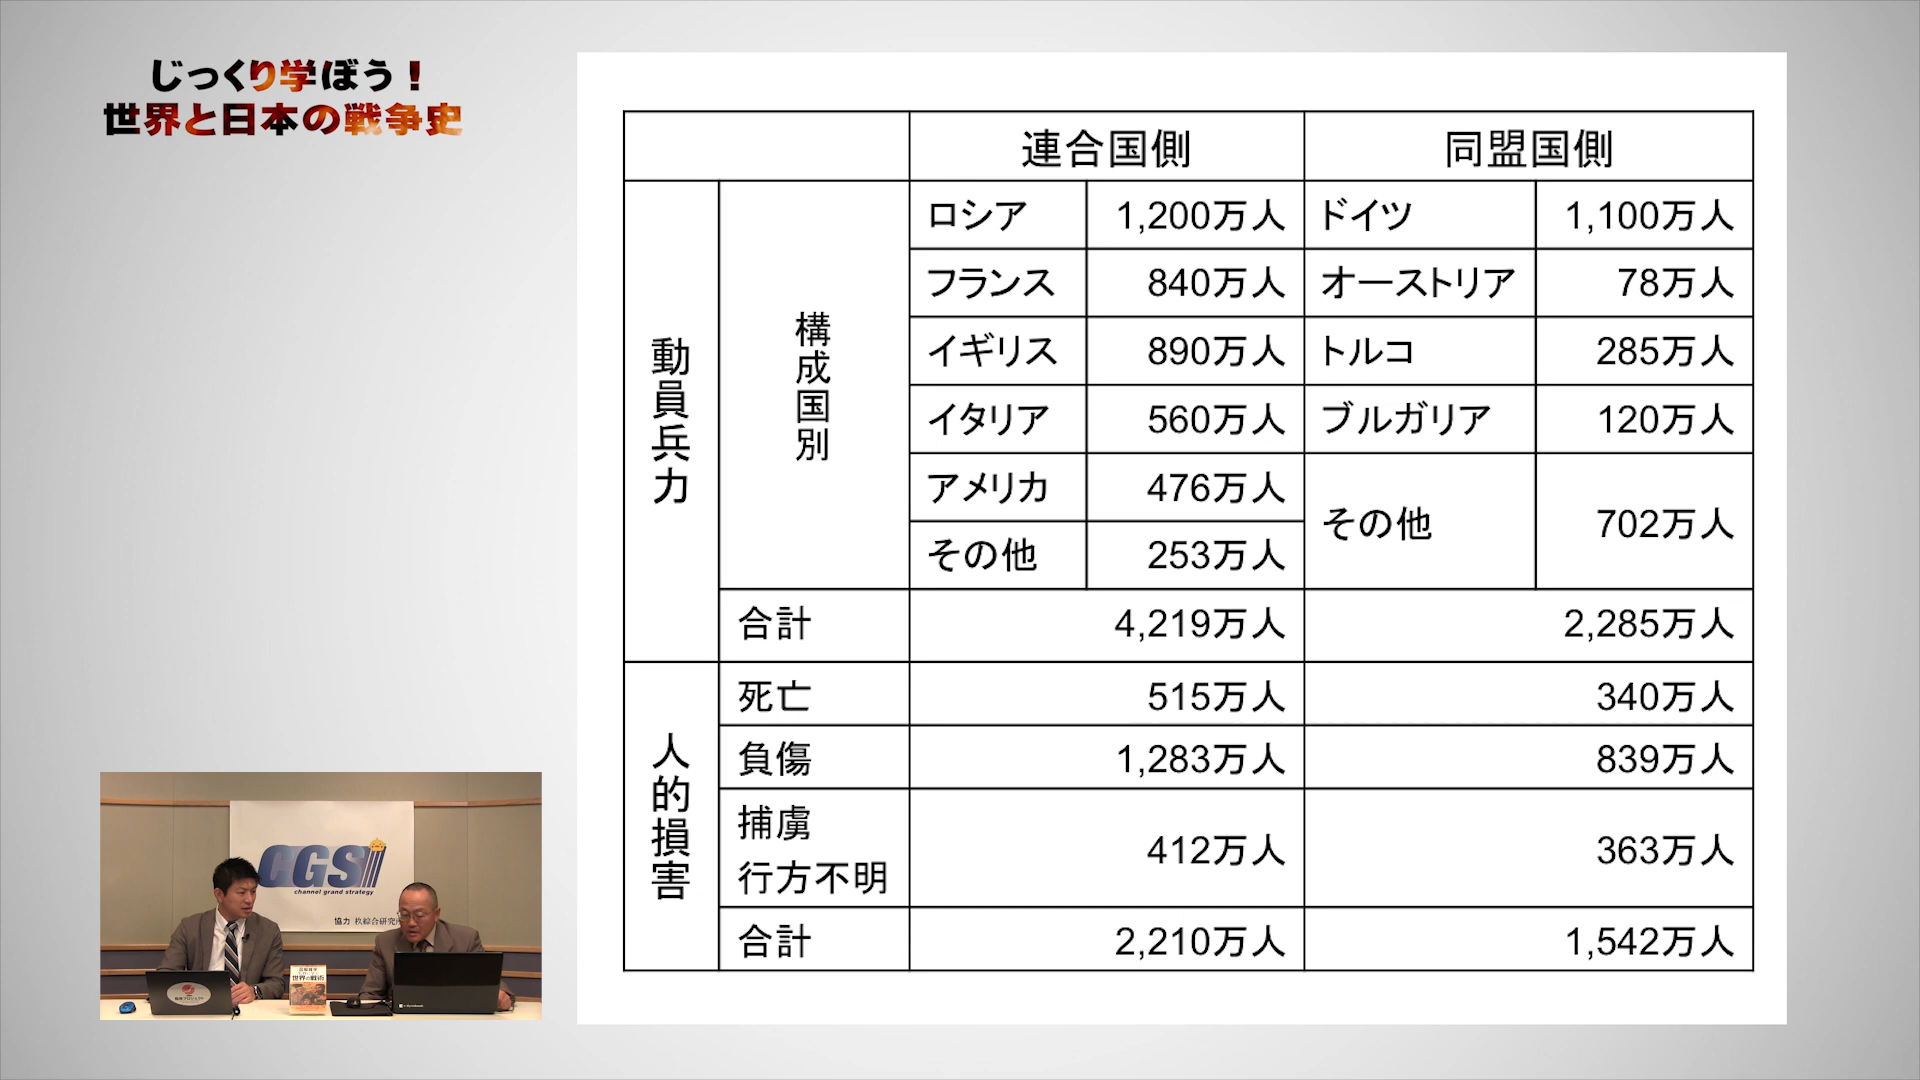 じっくり学ぼう！
世界と日本の戦争史
連合国側 同盟国側
動員兵力
構成国別
ロシア 1,200万人 ドイツ 1,100万人
フランス 840万人 オーストリア 78万人
イギリス 890万人 トルコ 285万人
イタリア 560万人 ブルガリア 120万人
アメリカ 476万人
その他 702万人
その他 253万人
合計 4,219万人 2,285万人
人的損害
死亡 515万人 340万人
負傷 1,283万人 839万人
捕虜
行方不明
412万人 363万人
合計 2,210万人 1,542万人
CGS
channel grand strategy
協力
世界の戦術